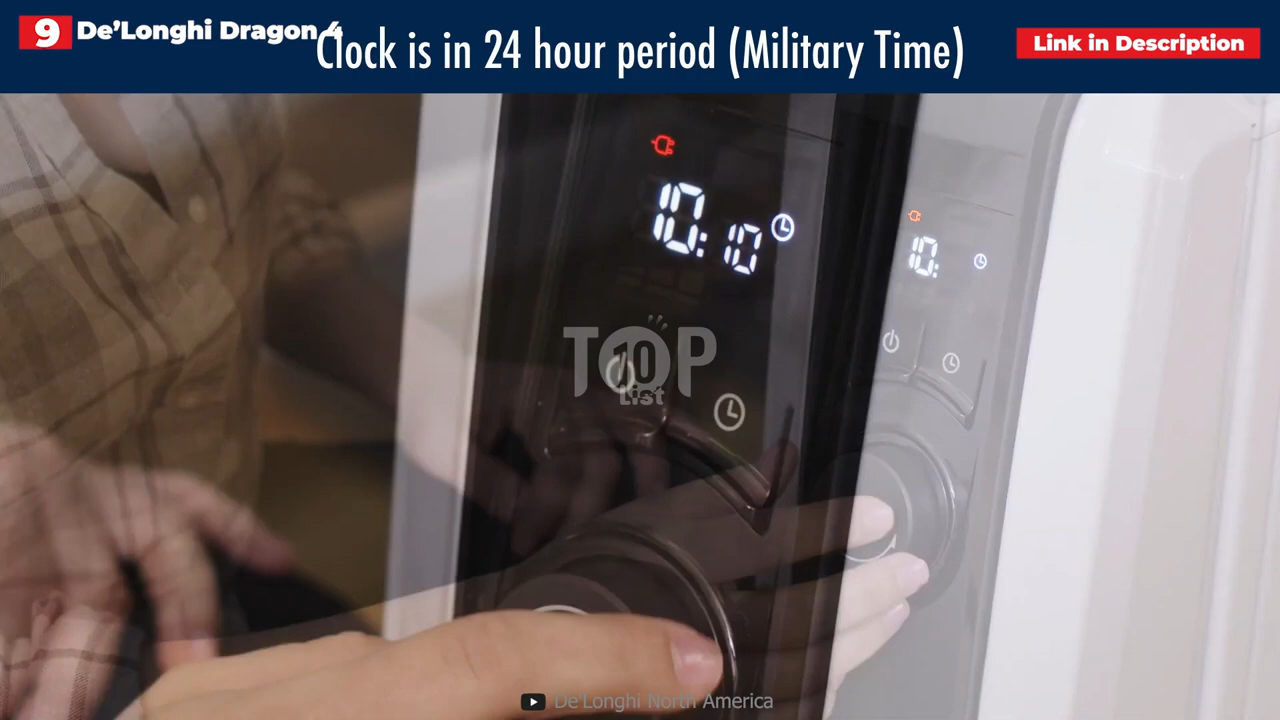 9 De’Longhi Dragon 4
Clock is in 24 hour period (Military Time)
Link in Description
10:10
10:
TOP
10
List
De'Longhi North America